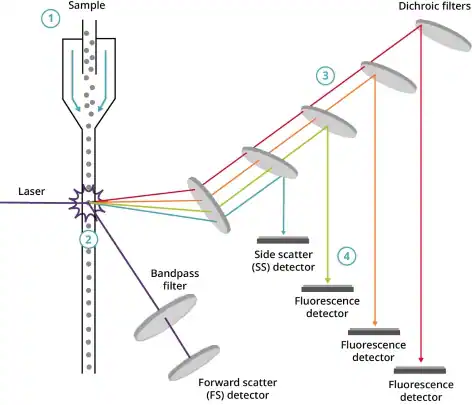 Sample
Dichroic filters
1
3
Laser
2
Side scatter
(SS) detector
4
Bandpass
filter
Fluorescence
detector
Fluorescence
detector
Forward scatter
(FS) detector
Fluorescence
detector